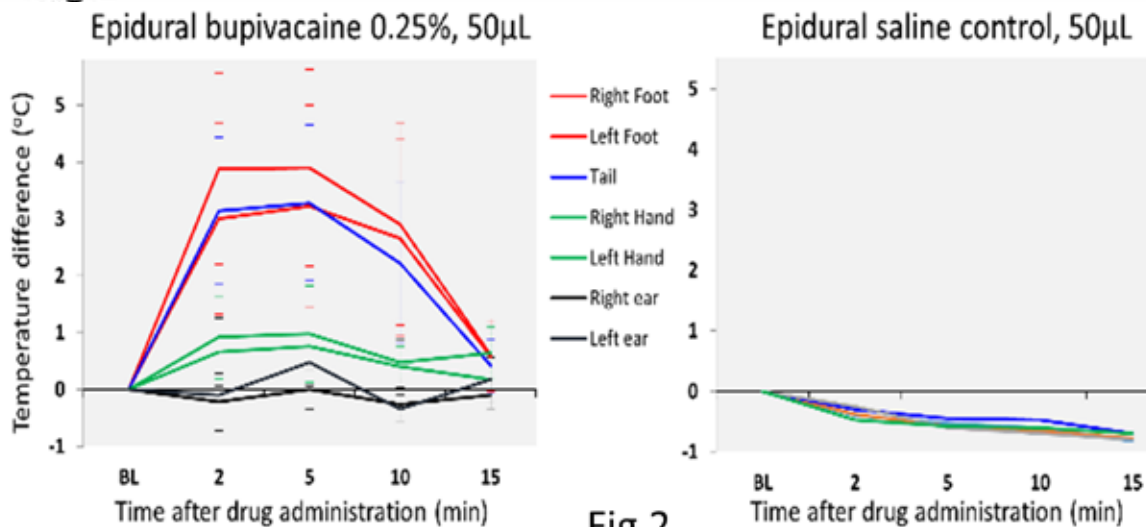 Epidural bupivacaine 0.25%, 50µL
Temperature difference (ºC)
5
4
3
2
1
0
-1
BL 2 5 10 15
Time after drug administration (min)
Right Foot
Left Foot
Tail
Right Hand
Left Hand
Right ear
Left ear
Epidural saline control, 50µL
5
4
3
2
1
0
-1
BL 2 5 10 15
Time after drug administration (min)
Fig 2